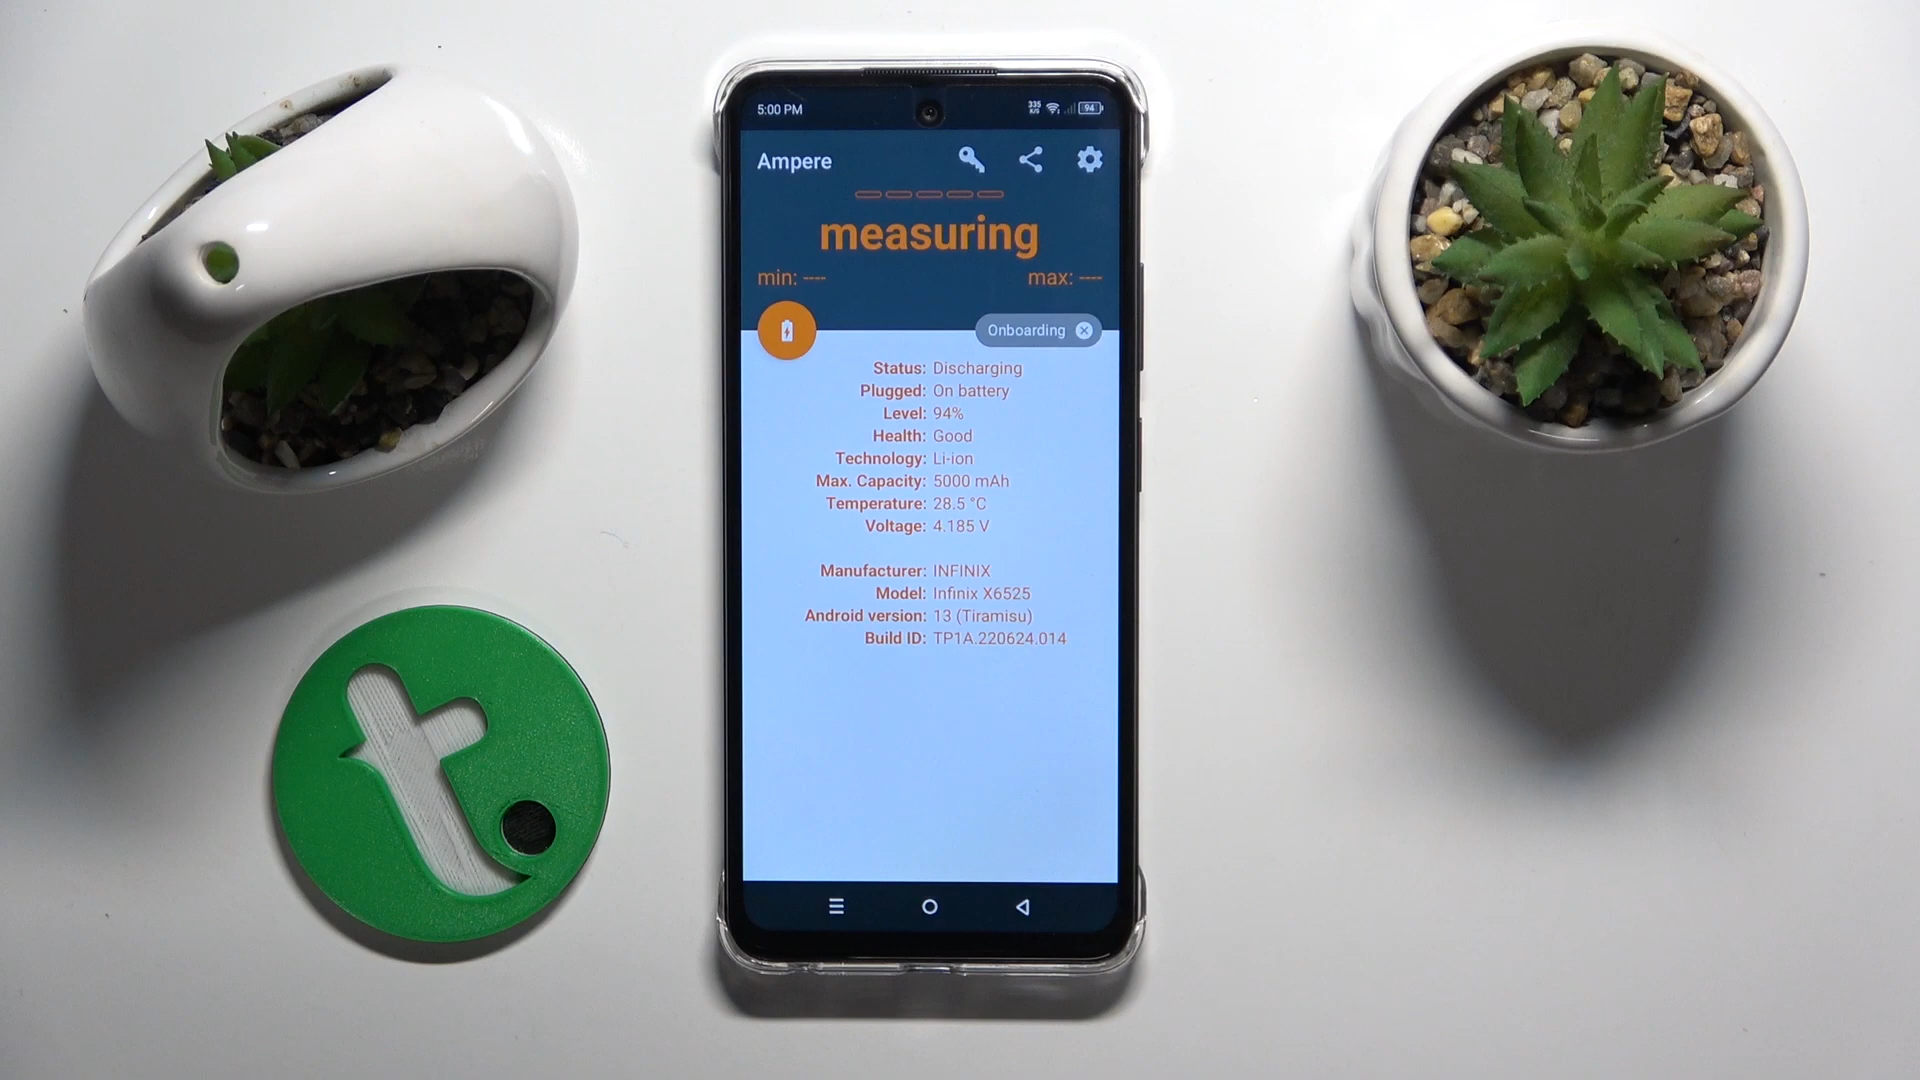 5:00 PM 335 K/S 94
Ampere
measuring
min: ---- max: ----
Onboarding
Status: Discharging
Plugged: On battery
Level: 94%
Health: Good
Technology: Li-ion
Max. Capacity: 5000 mAh
Temperature: 28.5 °C
Voltage: 4.185 V
Manufacturer: INFINIX
Model: Infinix X6525
Android version: 13 (Tiramisu)
Build ID: TP1A.220624.014
t